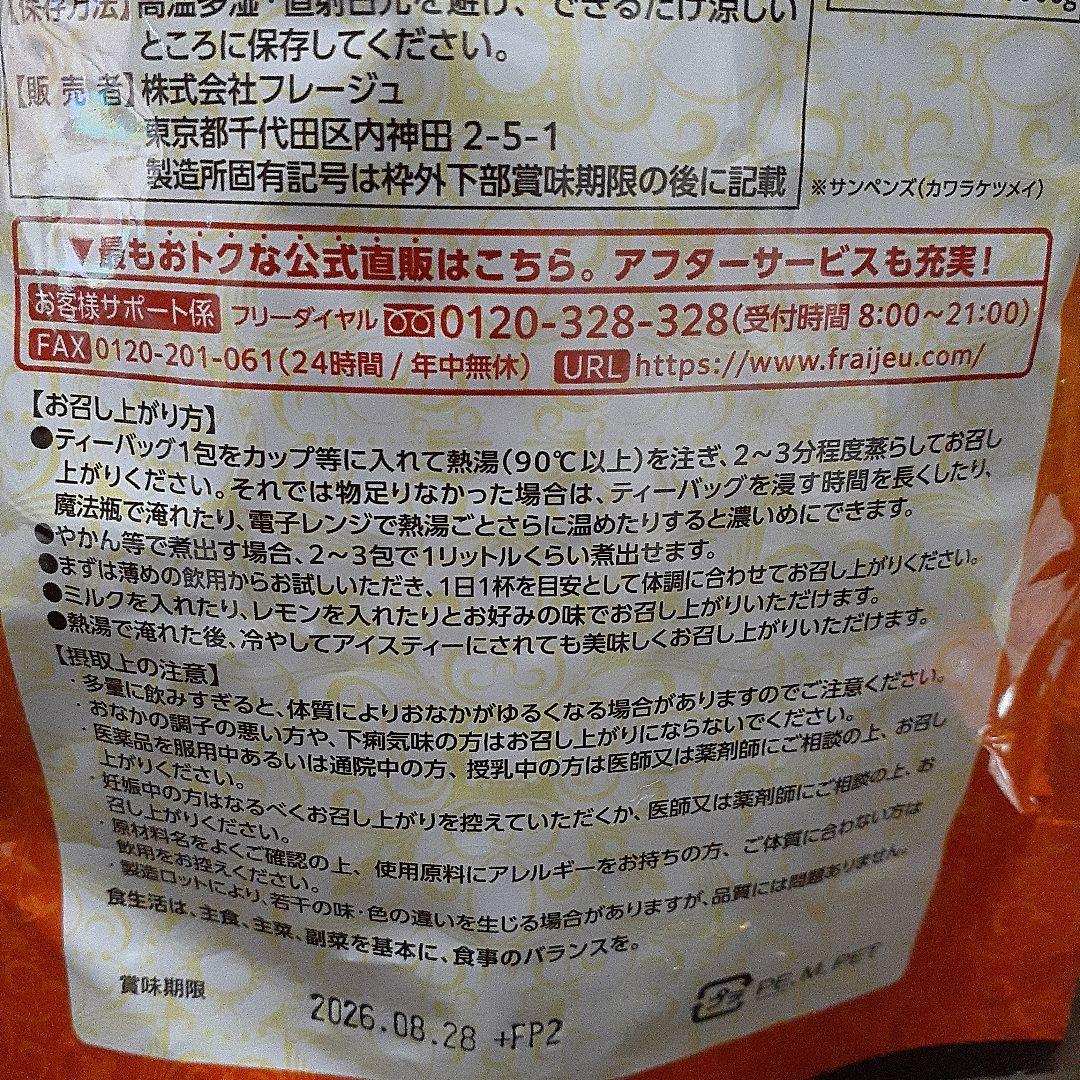 【保存方法】高温多湿・直射日光を避け、できるだけ涼しい
ところに保存してください。
【販売者】株式会社フレージュ
東京都千代田区内神田 2-5-1
製造所固有記号は枠外下部賞味期限の後に記載
※サンペンズ(カワラケツメイ)
▼最もおトクな公式直販はこちら。アフターサービスも充実!
お客様サポート係 フリーダイヤル 0120-328-328(受付時間 8:00~21:00)
FAX 0120-201-061(24時間 / 年中無休) URL https://www.fraijeu.com/
【お召し上がり方】
●ティーバッグ1包をカップ等に入れて熱湯(90℃以上)を注ぎ、2~3分程度蒸らしてお召し
上がりください。それでは物足りなかった場合は、ティーバッグを浸す時間を長くしたり、
魔法瓶で淹れたり、電子レンジで熱湯ごとさらに温めたりすると濃いめにできます。
●やかん等で煮出す場合、2~3包で1リットルくらい煮出せます。
●まずは薄めの飲用からお試しいただき、1日1杯を目安として体調に合わせてお召し上がりください。
●ミルクを入れたり、レモンを入れたりとお好みの味でお召し上がりいただけます。
●熱湯で淹れた後、冷やしてアイスティーにされても美味しくお召し上がりいただけます。
【摂取上の注意】
・多量に飲みすぎると、体質によりおなかがゆるくなる場合がありますのでご注意ください。
・おなかの調子の悪い方や、下痢気味の方はお召し上がりにならないでください。
・医薬品を服用中あるいは通院中の方、授乳中の方は医師又は薬剤師にご相談の上、お召し
上がりください。
・妊娠中の方はなるべくお召し上がりを控えていただくか、医師又は薬剤師にご相談の上、お
召し上がりください。
・原材料名をよくご確認の上、使用原料にアレルギーをお持ちの方、ご体質に合わない方は
飲用をお控えください。
・製造ロットにより、若干の味・色の違いを生じる場合がありますが、品質には問題ありません。
食生活は、主食、主菜、副菜を基本に、食事のバランスを。
賞味期限
2026.08.28 +FP2
プラ PE, M, PET